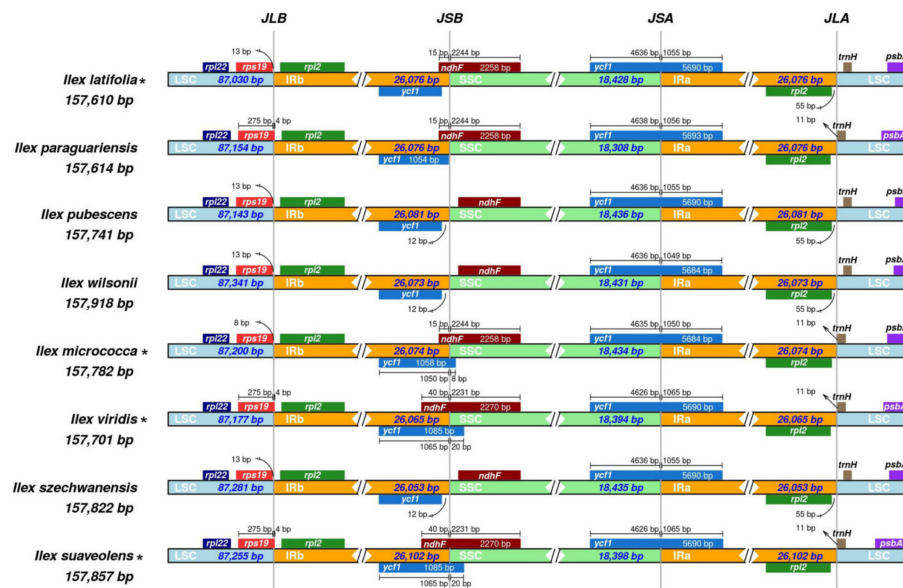 JLB JSB JSA JLA
13 bp 15 bp 2244 bp 4636 bp 1055 bp trnH psbA
rpl22 rps19 rpl2 ndhF 2258 bp ycf1 5690 bp
Ilex latifolia* LSC 87,030 bp IRb 26,076 bp SSC 18,428 bp IRa 26,076 bp LSC
157,610 bp ycf1 rpl2 55 bp
275 bp 4 bp 15 bp 2244 bp 4638 bp 1056 bp 11 bp trnH
rpl22 rps19 rpl2 ndhF 2258 bp ycf1 5693 bp psbA
Ilex paraguariensis LSC 87,154 bp IRb 26,076 bp SSC 18,308 bp IRa 26,076 bp LSC
157,614 bp ycf1 1054 bp rpl2
13 bp 4636 bp 1055 bp trnH
rpl22 rps19 rpl2 ndhF ycf1 5690 bp
Ilex pubescens LSC 87,143 bp IRb 26,081 bp SSC 18,436 bp IRa 26,081 bp LSC
157,741 bp ycf1 12 bp rpl2 55 bp
13 bp 4636 bp 1049 bp trnH
rpl22 rps19 rpl2 ndhF ycf1 5684 bp
Ilex wilsonii LSC 87,341 bp IRb 26,073 bp SSC 18,431 bp IRa 26,073 bp LSC
157,918 bp ycf1 12 bp rpl2 55 bp
8 bp 15 bp 2244 bp 4635 bp 1050 bp 11 bp trnH
rpl22 rps19 rpl2 ndhF 2258 bp ycf1 5684 bp
Ilex micrococca* LSC 87,200 bp IRb 26,074 bp SSC 18,434 bp IRa 26,074 bp LSC
157,782 bp ycf1 1058 bp rpl2
1050 bp 8 bp
275 bp 4 bp 40 bp 2231 bp 4626 bp 1065 bp 11 bp trnH
rpl22 rps19 rpl2 ndhF 2270 bp ycf1 5690 bp psbA
Ilex viridis* LSC 87,177 bp IRb 26,065 bp SSC 18,394 bp IRa 26,065 bp LSC
157,701 bp ycf1 1085 bp rpl2
1065 bp 20 bp
13 bp 4636 bp 1055 bp trnH
rpl22 rps19 rpl2 ndhF ycf1 5690 bp
Ilex szechwanensis LSC 87,281 bp IRb 26,053 bp SSC 18,435 bp IRa 26,053 bp LSC
157,822 bp ycf1 12 bp rpl2 55 bp
275 bp 4 bp 40 bp 2231 bp 4626 bp 1065 bp 11 bp trnH
rpl22 rps19 rpl2 ndhF 2270 bp ycf1 5690 bp psbA
Ilex suaveolens* LSC 87,255 bp IRb 26,102 bp SSC 18,398 bp IRa 26,102 bp LSC
157,857 bp ycf1 1085 bp rpl2
1065 bp 20 bp